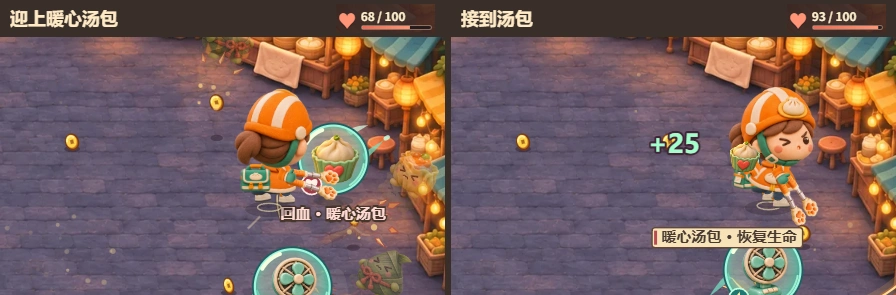 迎上暖心汤包
68 / 100
回血·暖心汤包
接到汤包
93 / 100
+25
暖心汤包·恢复生命